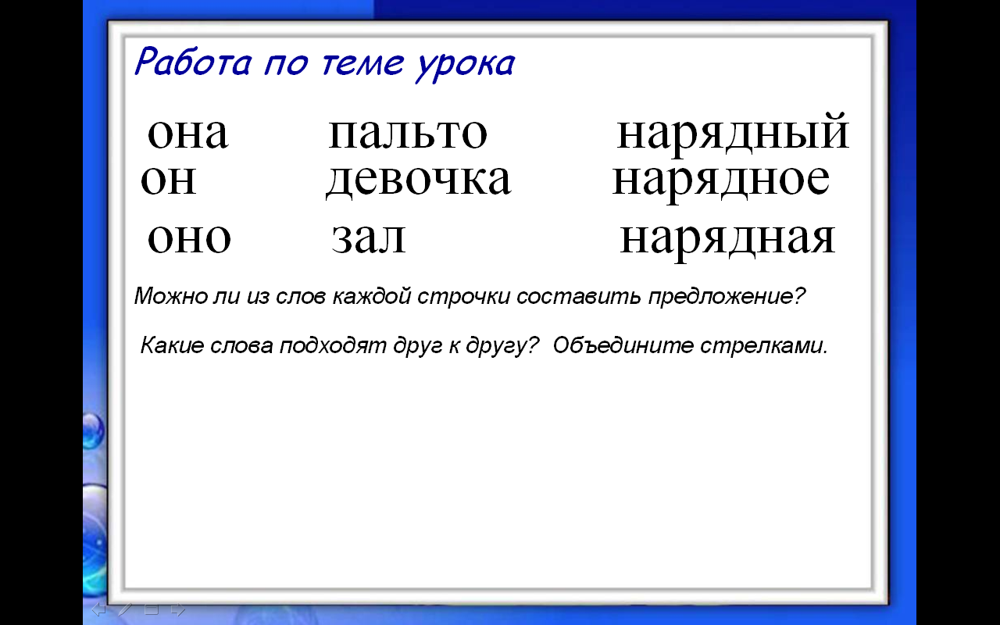 Работа по теме урока
она пальто нарядный
он девочка нарядное
оно зал нарядная
Можно ли из слов каждой строчки составить предложение?
Какие слова подходят друг к другу? Объедините стрелками.